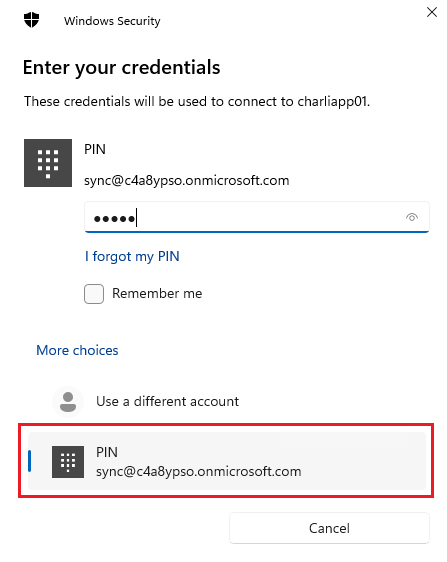 Windows Security
Enter your credentials
These credentials will be used to connect to charliapp01.
PIN
sync@c4a8ypso.onmicrosoft.com
●●●●●
I forgot my PIN
Remember me
More choices
Use a different account
PIN
sync@c4a8ypso.onmicrosoft.com
Cancel